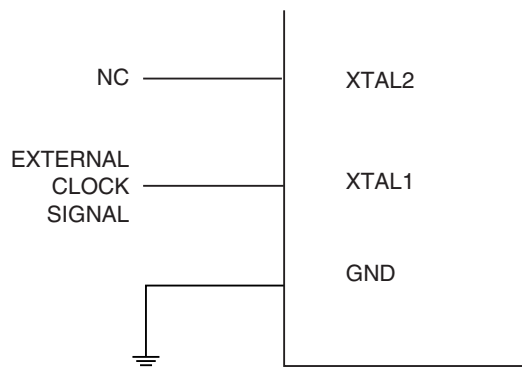 NC
XTAL2
EXTERNAL
CLOCK
SIGNAL
XTAL1
GND